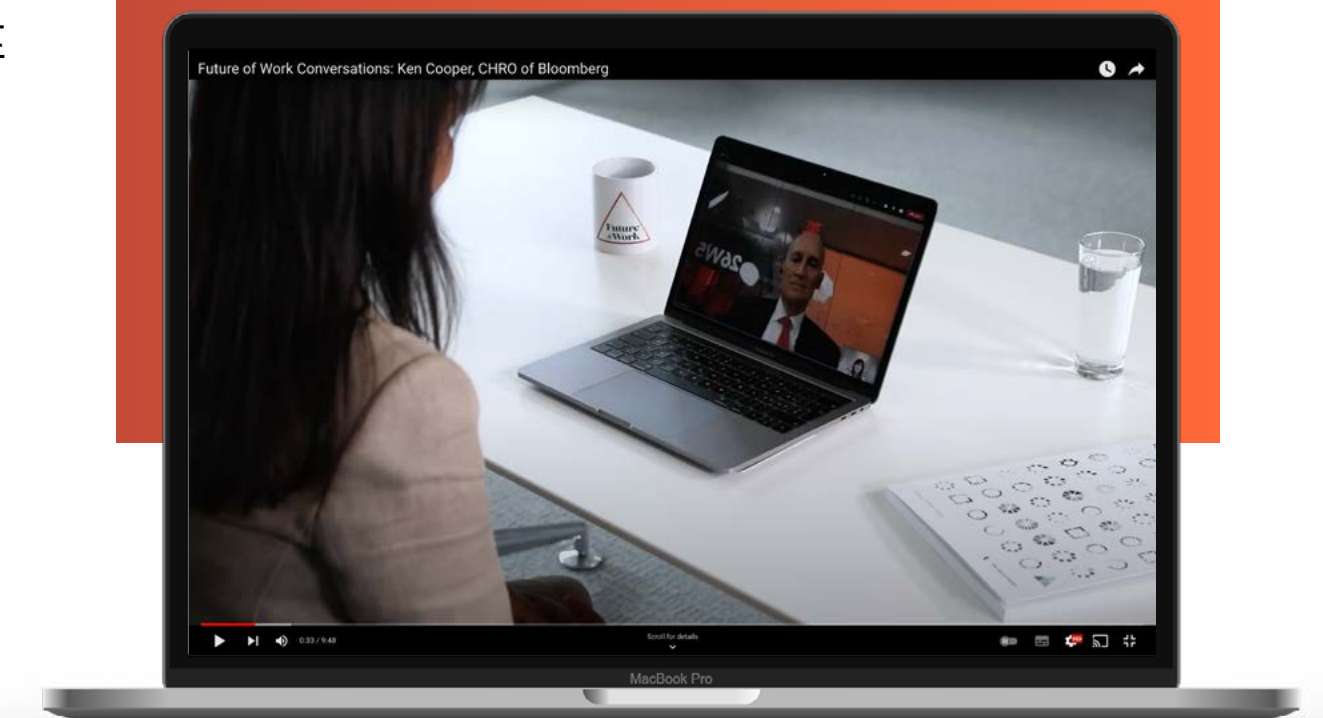 Future of Work Conversations: Ken Cooper, CHRO of Bloomberg
Future
of Work
0:33 / 9:48
Scroll for details
HD
MacBook Pro